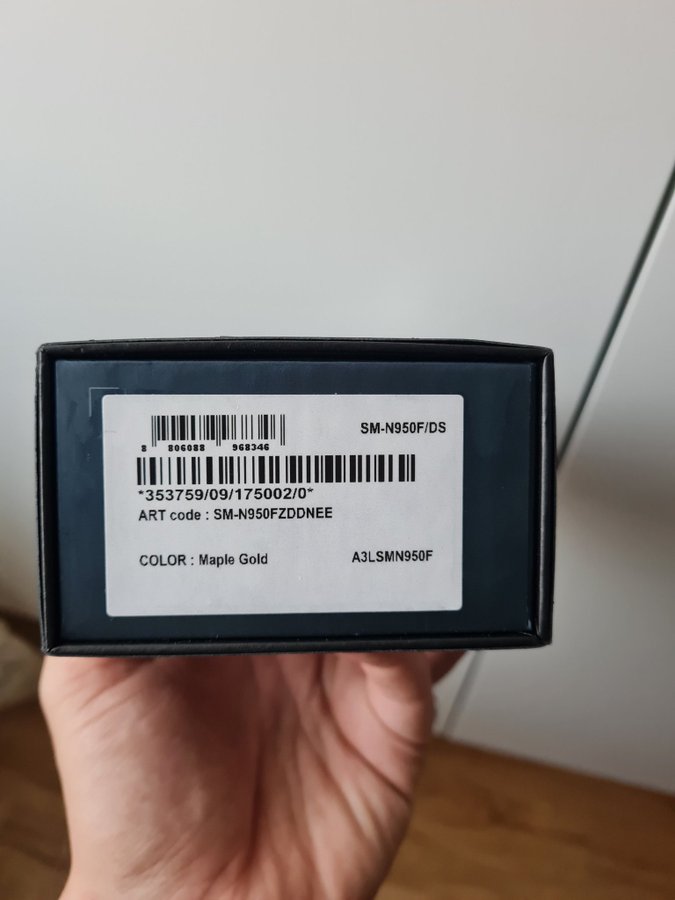 SM-N950F/DS
8 806088 968346
*353759/09/175002/0*
ART code : SM-N950FZDDNEE
COLOR : Maple Gold A3LSMN950F